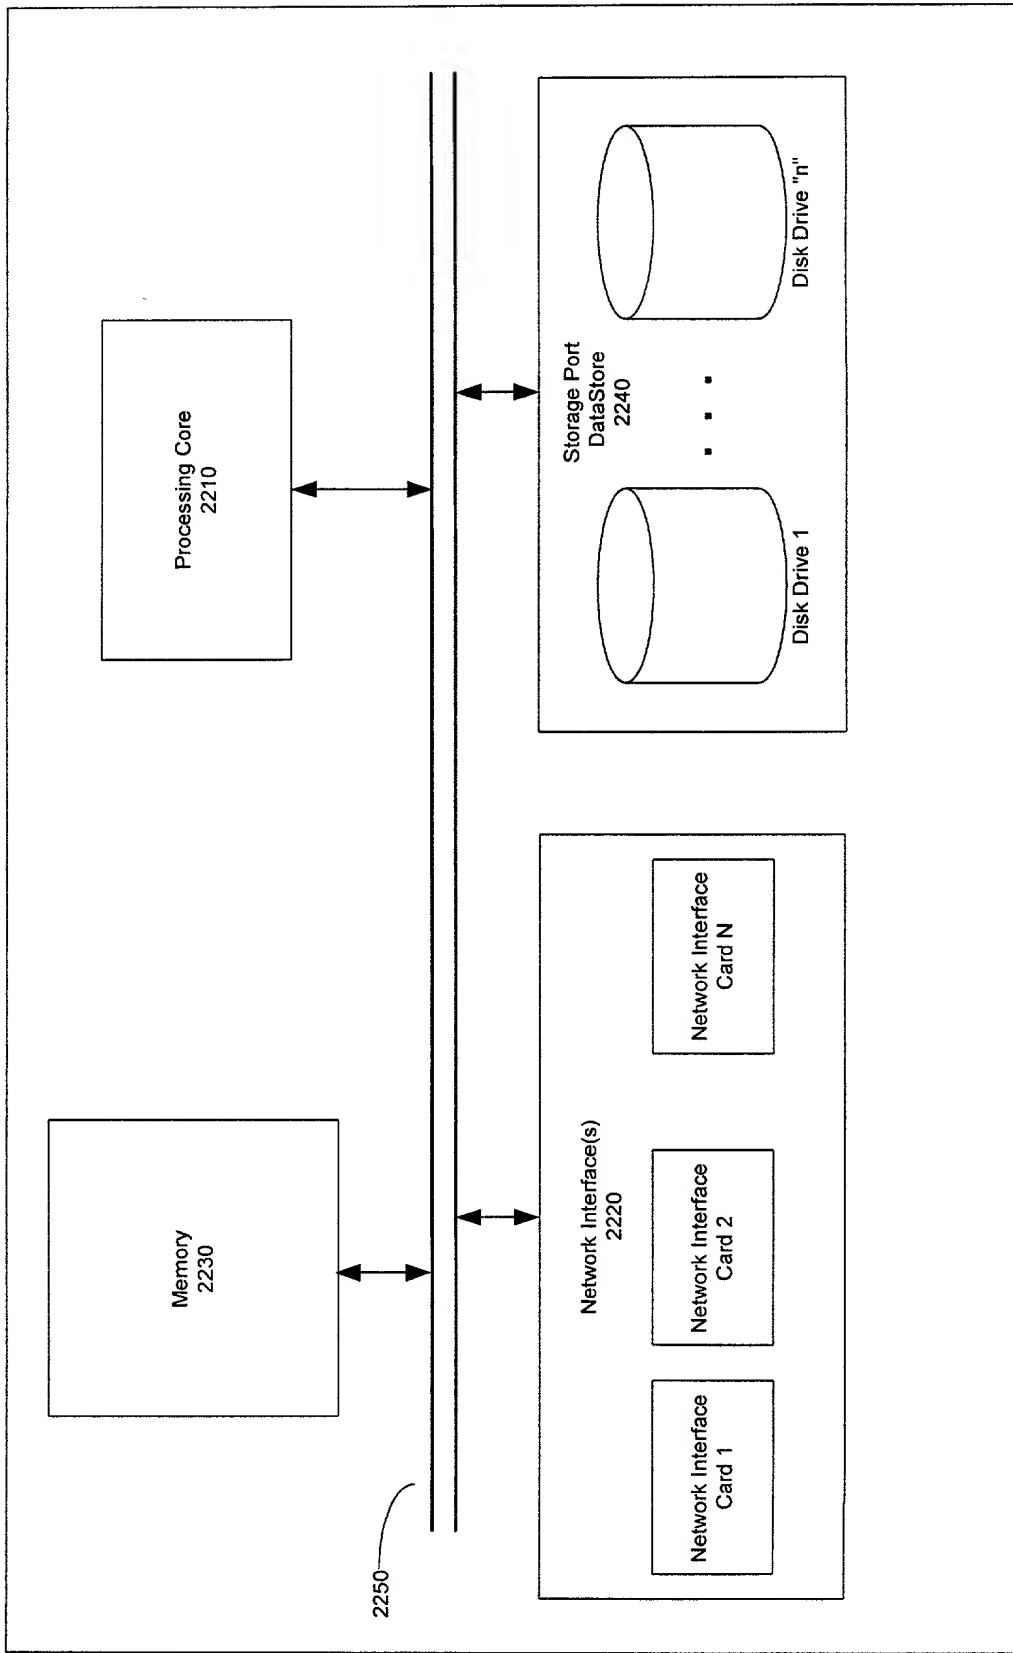 Memory
2230
Processing Core
2210
2250
Network Interface(s)
2220
Network Interface
Card 1
Network Interface
Card 2
Network Interface
Card N
Storage Port
DataStore
2240
Disk Drive 1
Disk Drive "n"